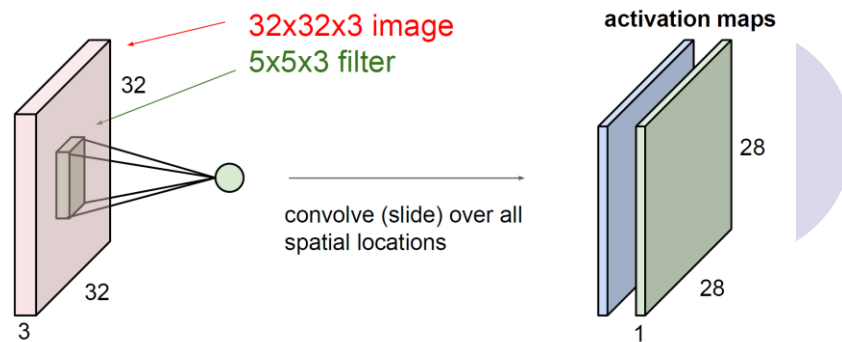 32x32x3 image
5x5x3 filter
32
32
3
convolve (slide) over all
spatial locations
activation maps
28
28
1